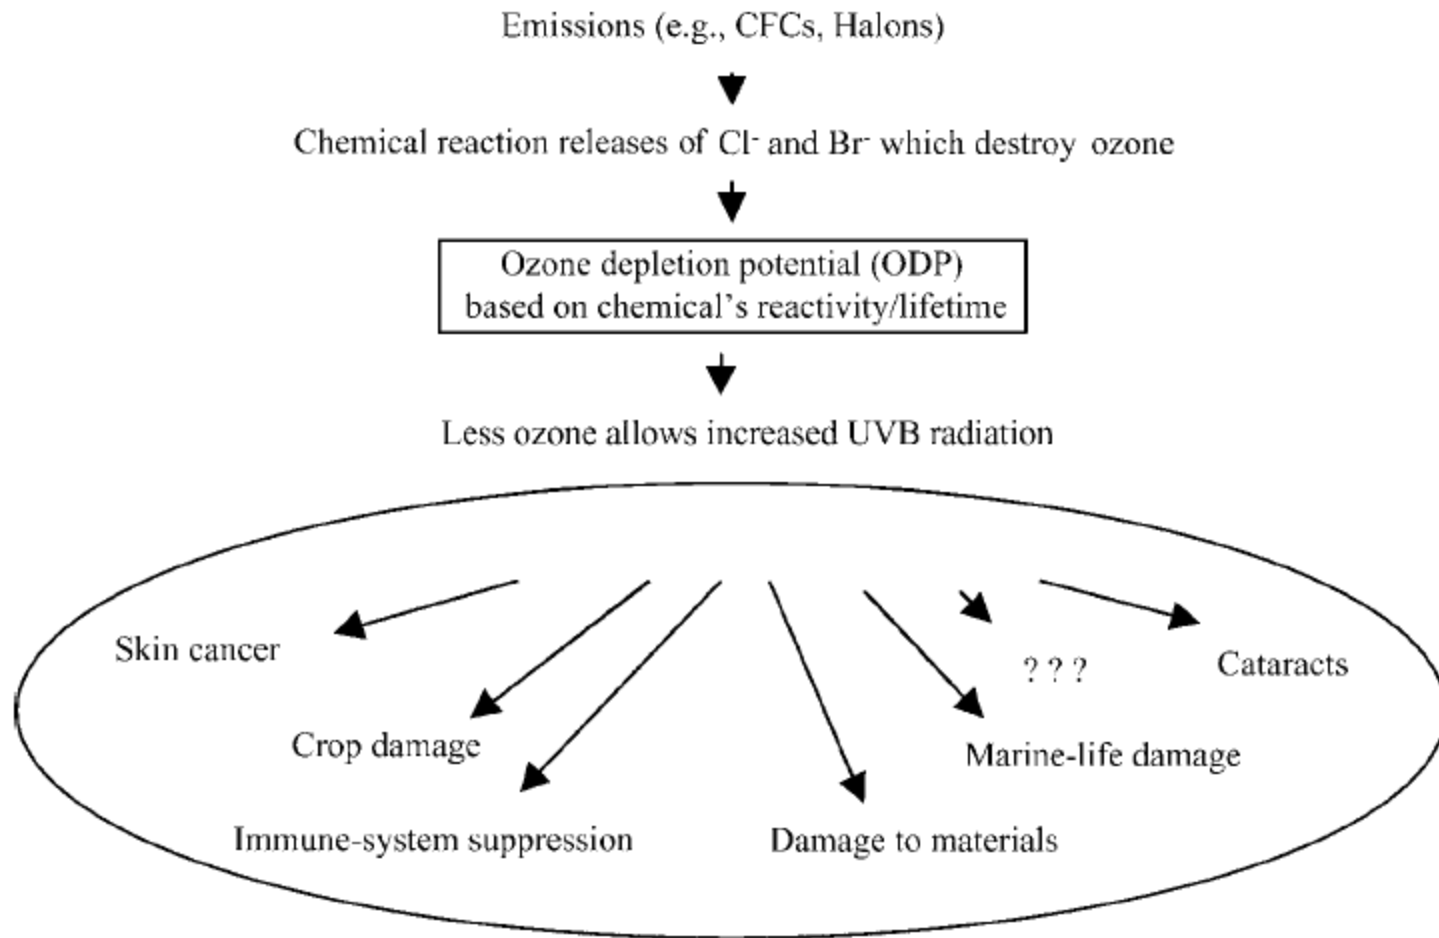 Emissions (e.g., CFCs, Halons)
Chemical reaction releases of Cl⁻ and Br⁻ which destroy ozone
Ozone depletion potential (ODP)
based on chemical's reactivity/lifetime
Less ozone allows increased UVB radiation
Skin cancer
? ? ?
Cataracts
Crop damage
Marine-life damage
Immune-system suppression
Damage to materials